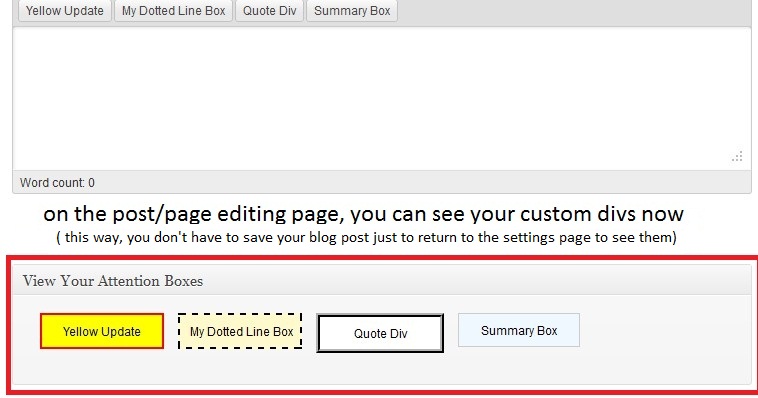 Yellow Update My Dotted Line Box Quote Div Summary Box
Word count: 0
on the post/page editing page, you can see your custom divs now
( this way, you don't have to save your blog post just to return to the settings page to see them)
View Your Attention Boxes
Yellow Update My Dotted Line Box Quote Div Summary Box